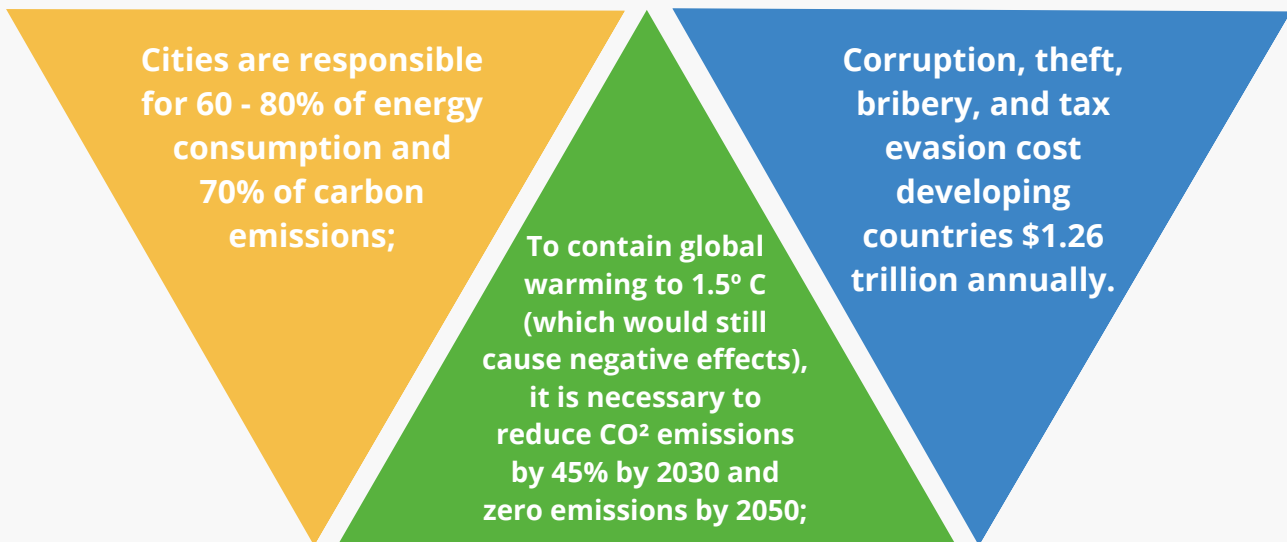 Cities are responsible
for 60 - 80% of energy
consumption and
70% of carbon
emissions;
To contain global
warming to 1.5º C
(which would still
cause negative effects),
it is necessary to
reduce CO² emissions
by 45% by 2030 and
zero emissions by 2050;
Corruption, theft,
bribery, and tax
evasion cost
developing
countries $1.26
trillion annually.